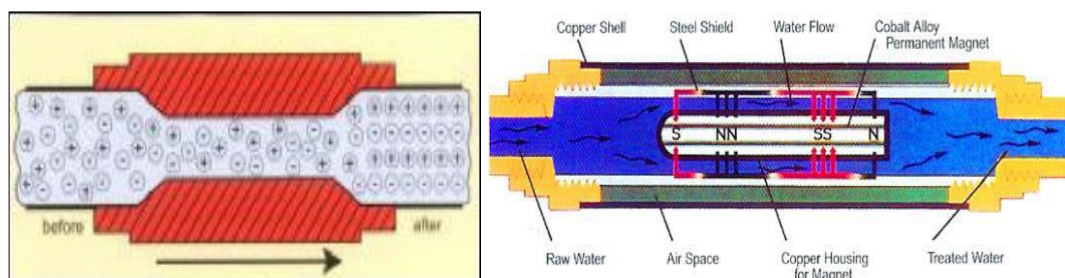 before
after
Copper Shell
Steel Shield
Water Flow
Cobalt Alloy
Permanent Magnet
S
NN
SS
N
Raw Water
Air Space
Copper Housing
for Magnet
Treated Water